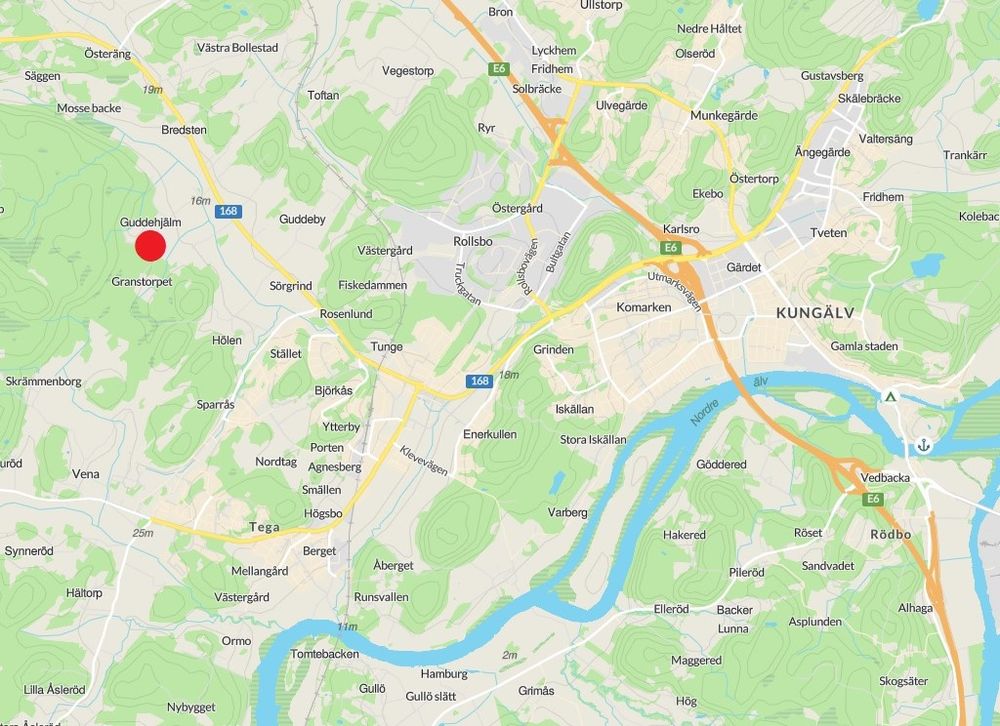 Bron
Ullstorp
Nedre Håltet
Olseröd
Västra Bollestad
Österäng
Lyckhem
Fridhem
E6
Vegestorp
Säggen
Solbräcke
Gustavsberg
19m
Toftan
Ulvegärde
Skälebräcke
Mosse backe
Munkegärde
Bredsten
Ryr
Valtersäng
Ängegärde
Trankärr
Östertorp
Ekebo
Fridhem
16m
168
Östergård
Guddehjälm
Guddeby
Kolebac
Karlsro
Tveten
Rollsbo
E6
Västergård
Rollsbovägen
Bultgatan
Gärdet
Granstorpet
Sörgrind
Fiskedammen
Truckgatan
Utmarksvägen
Komarken
Rosenlund
KUNGÄLV
Hölen
Tunge
Grinden
Gamla staden
Stället
Skrämmenborg
168
18m
älv
Björkås
Sparrås
Iskällan
Nordre
Ytterby
Enerkullen
Stora Iskällan
Porten
Nordtag
Agnesberg
Klevevägen
Göddered
uröd
Vena
Vedbacka
Smällen
E6
Högsbo
Varberg
Tega
25m
Hakered
Röset
Rödbo
Synneröd
Berget
Åberget
Sandvadet
Mellangård
Pileröd
Hältorp
Västergård
Runsvallen
Elleröd
Backer
Alhaga
Asplunden
11m
Lunna
Ormo
Tomtebacken
2m
Maggered
Hamburg
Skogsäter
Lilla Åsleröd
Gullö
Gullö slätt
Grimås
Hög
Nybygget